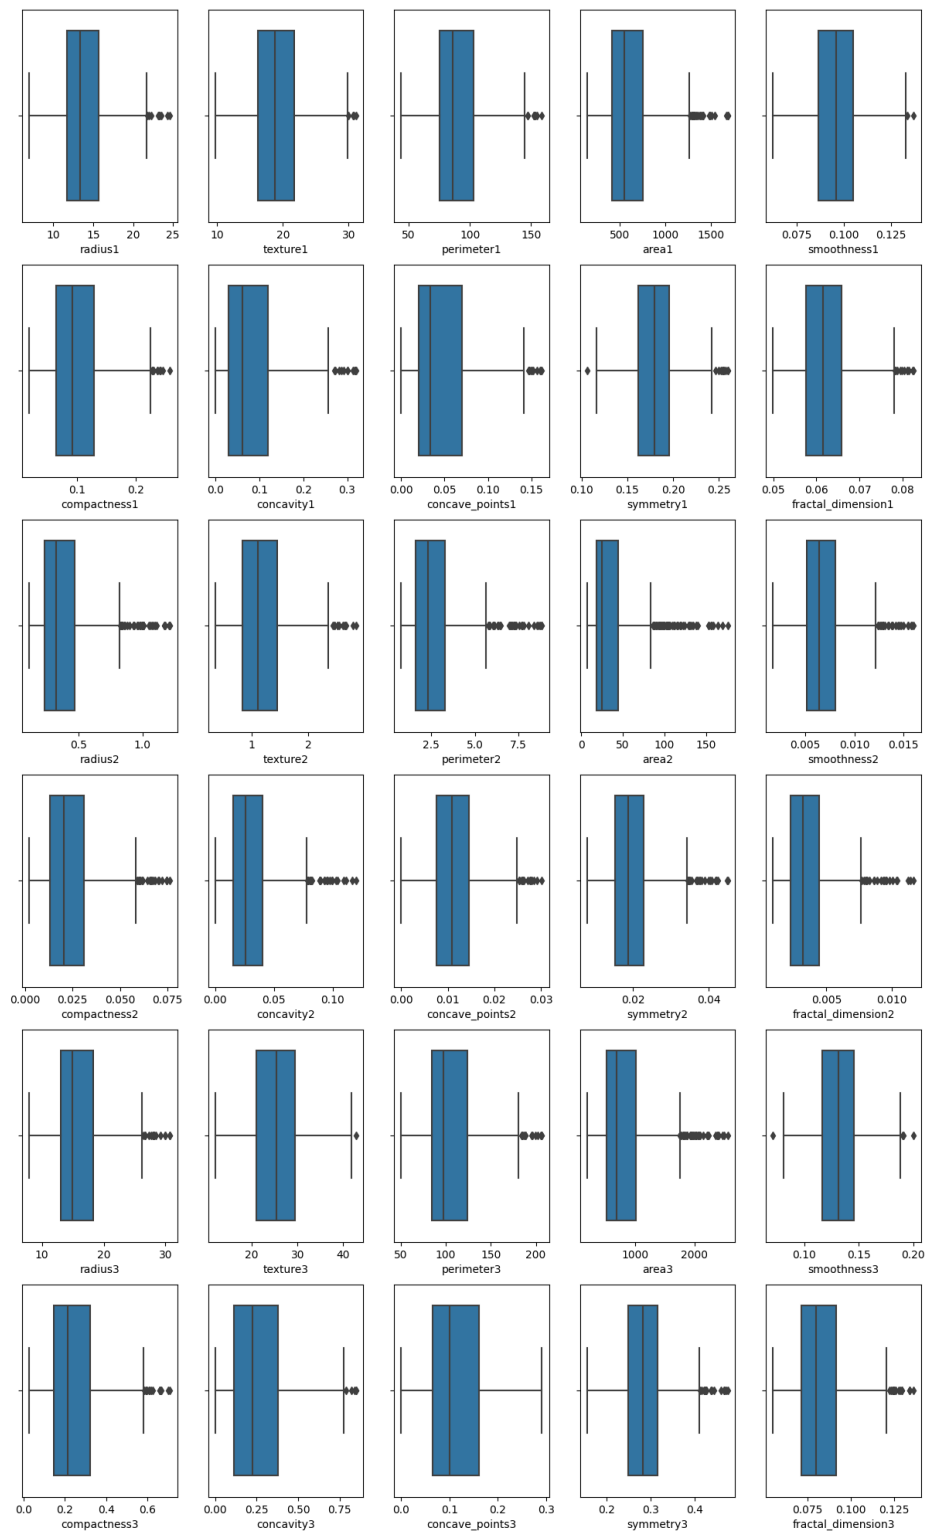 10 15 20 25 10 20 30 50 100 150 500 1000 1500 0.075 0.100 0.125
radius1 texture1 perimeter1 area1 smoothness1
0.1 0.2 0.0 0.1 0.2 0.3 0.00 0.05 0.10 0.15 0.10 0.15 0.20 0.25 0.05 0.06 0.07 0.08
compactness1 concavity1 concave_points1 symmetry1 fractal_dimension1
0.5 1.0 1 2 2.5 5.0 7.5 0 50 100 150 0.005 0.010 0.015
radius2 texture2 perimeter2 area2 smoothness2
0.000 0.025 0.050 0.075 0.00 0.05 0.10 0.00 0.01 0.02 0.03 0.02 0.04 0.005 0.010
compactness2 concavity2 concave_points2 symmetry2 fractal_dimension2
10 20 30 20 30 40 50 100 150 200 1000 2000 0.10 0.15 0.20
radius3 texture3 perimeter3 area3 smoothness3
0.0 0.2 0.4 0.6 0.00 0.25 0.50 0.75 0.0 0.1 0.2 0.3 0.2 0.3 0.4 0.075 0.100 0.125
compactness3 concavity3 concave_points3 symmetry3 fractal_dimension3